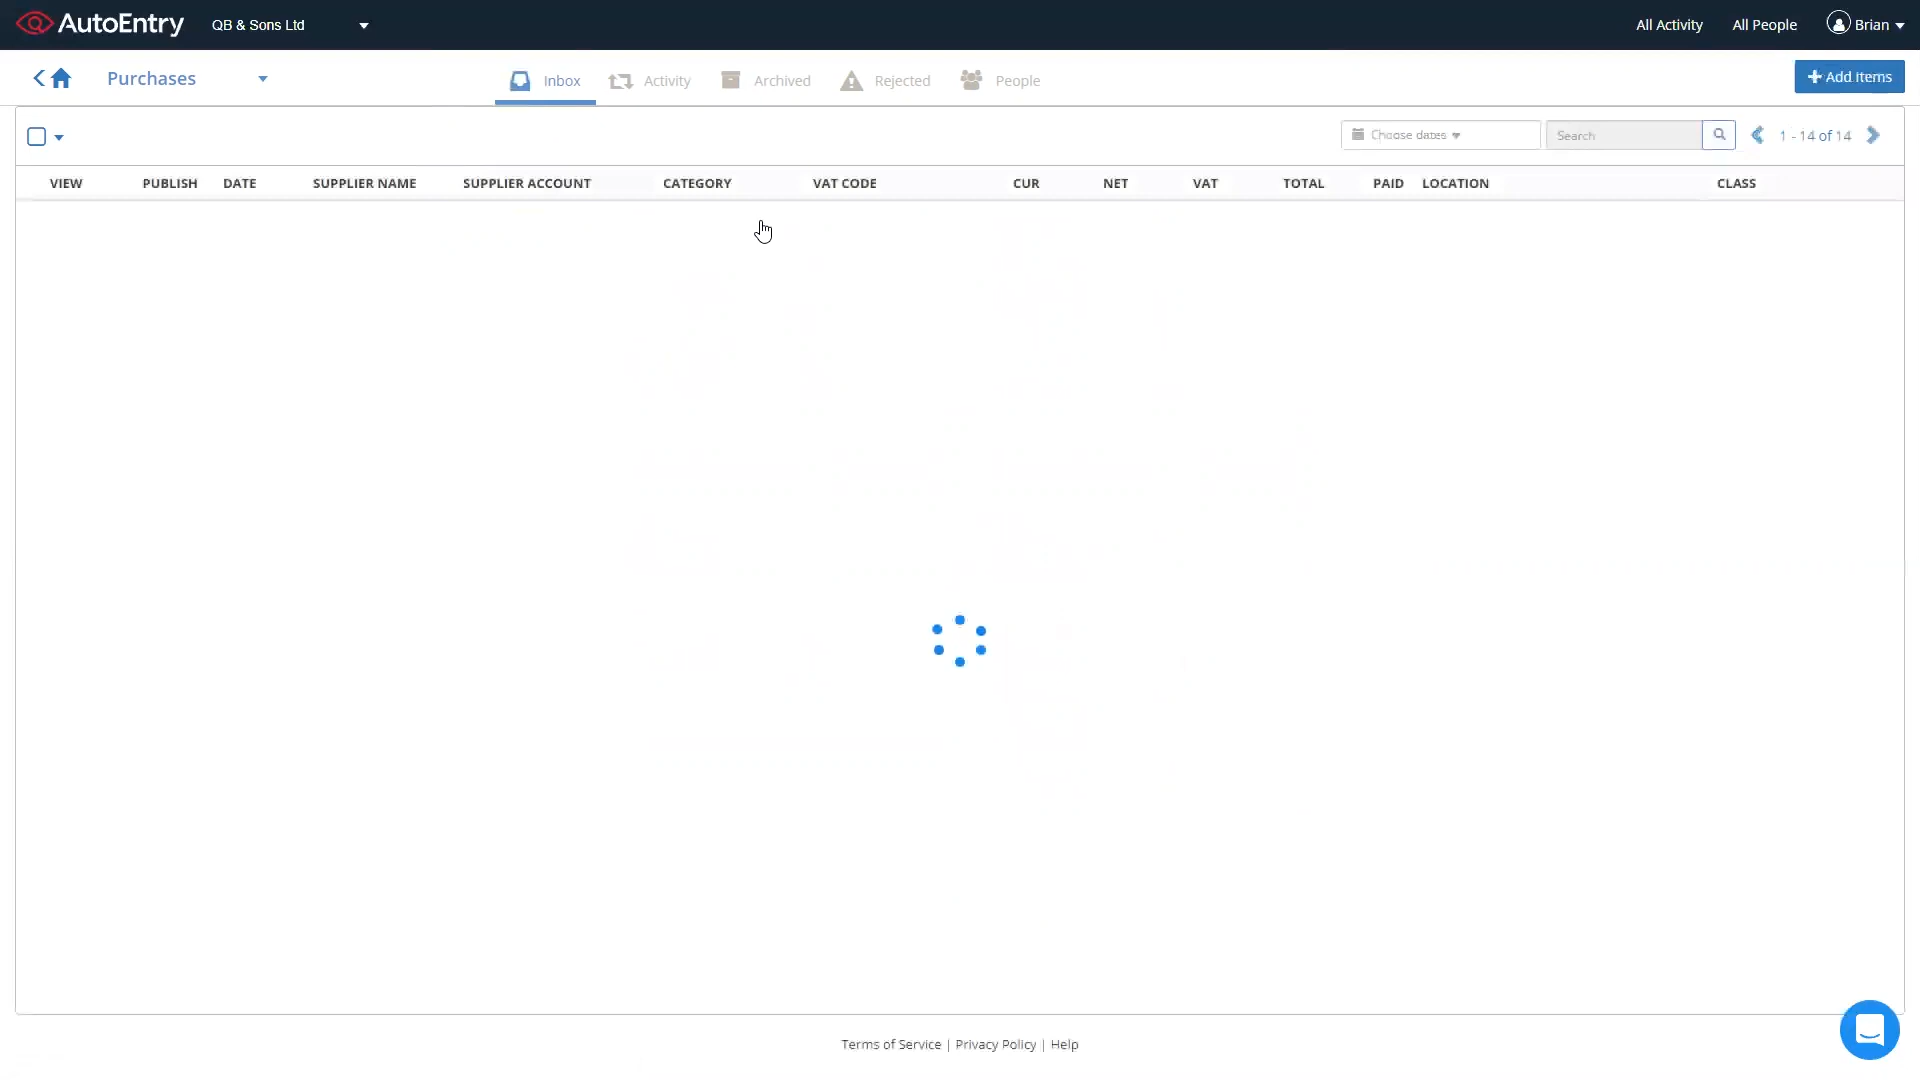 AutoEntry QB & Sons Ltd All Activity All People Brian
Purchases Inbox Activity Archived Rejected People Add Items
Choose dates Search 1 - 14 of 14
VIEW PUBLISH DATE SUPPLIER NAME SUPPLIER ACCOUNT CATEGORY VAT CODE CUR NET VAT TOTAL PAID LOCATION CLASS
Terms of Service | Privacy Policy | Help